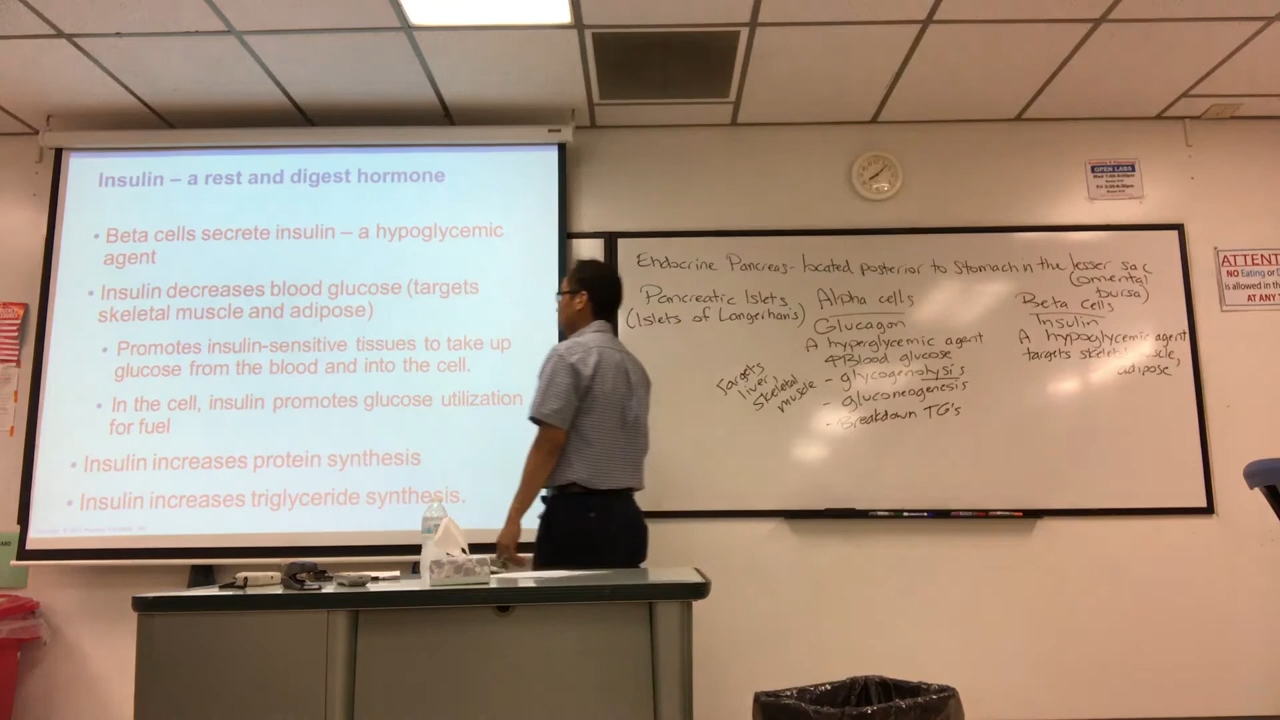 Insulin – a rest and digest hormone
• Beta cells secrete insulin – a hypoglycemic
agent
• Insulin decreases blood glucose (targets
skeletal muscle and adipose)
• Promotes insulin-sensitive tissues to take up
glucose from the blood and into the cell.
• In the cell, insulin promotes glucose utilization
for fuel
• Insulin increases protein synthesis
• Insulin increases triglyceride synthesis.
Endocrine Pancreas - located posterior to stomach in the lesser sac
(omental
bursa)
Pancreatic Islets
(Islets of Langerhan's)
Alpha cells
Glucagon
A hyperglycemic agent
Blood glucose
- glycogenolysis
- gluconeogenesis
- Breakdown TG's
Targets
liver,
skeletal
muscle
Beta cells
Insulin
A hypoglycemic agent
targets skeletal muscle,
adipose
OPEN LABS
ATTENT
NO Eating or D
is allowed in th
AT ANY